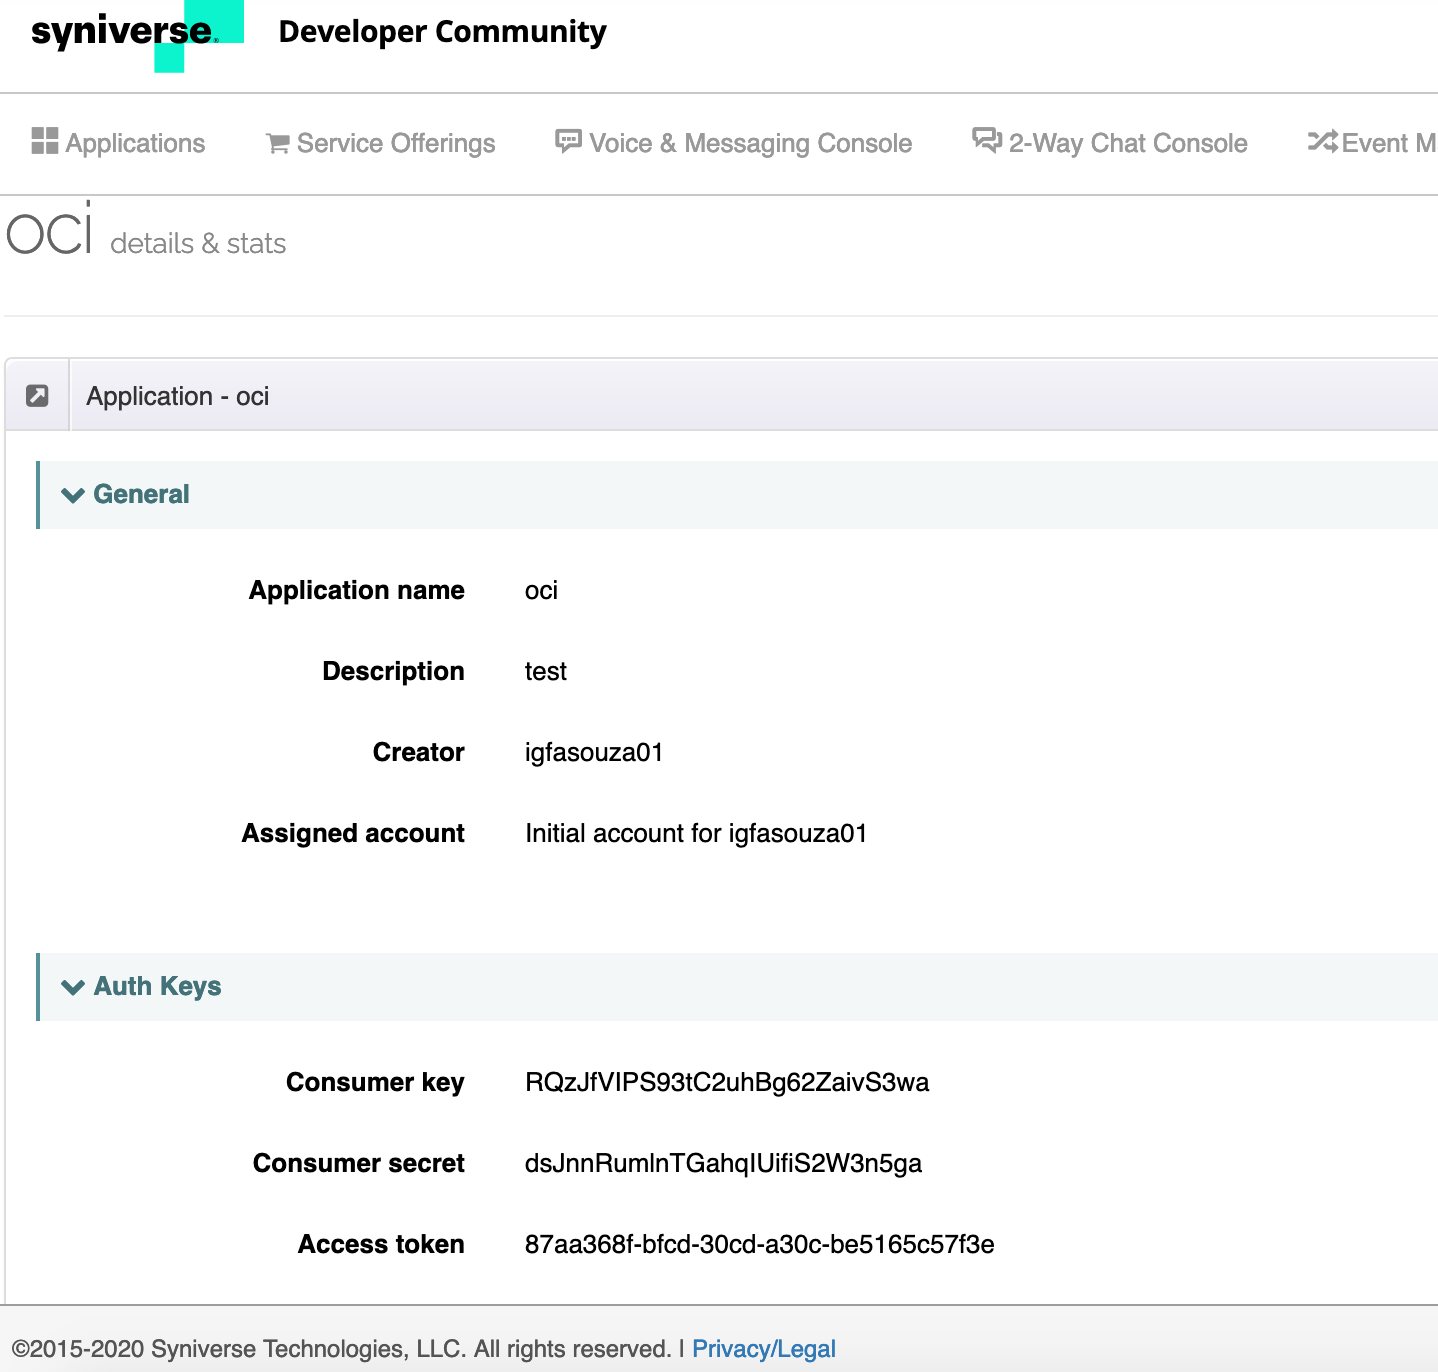 syniverse Developer Community
Applications Service Offerings Voice & Messaging Console 2-Way Chat Console Event M
oci details & stats
Application - oci
General
Application name oci
Description test
Creator igfasouza01
Assigned account Initial account for igfasouza01
Auth Keys
Consumer key RQzJfVIPS93tC2uhBg62ZaivS3wa
Consumer secret dsJnnRumlnTGahqIUifiS2W3n5ga
Access token 87aa368f-bfcd-30cd-a30c-be5165c57f3e
©2015-2020 Syniverse Technologies, LLC. All rights reserved. | Privacy/Legal